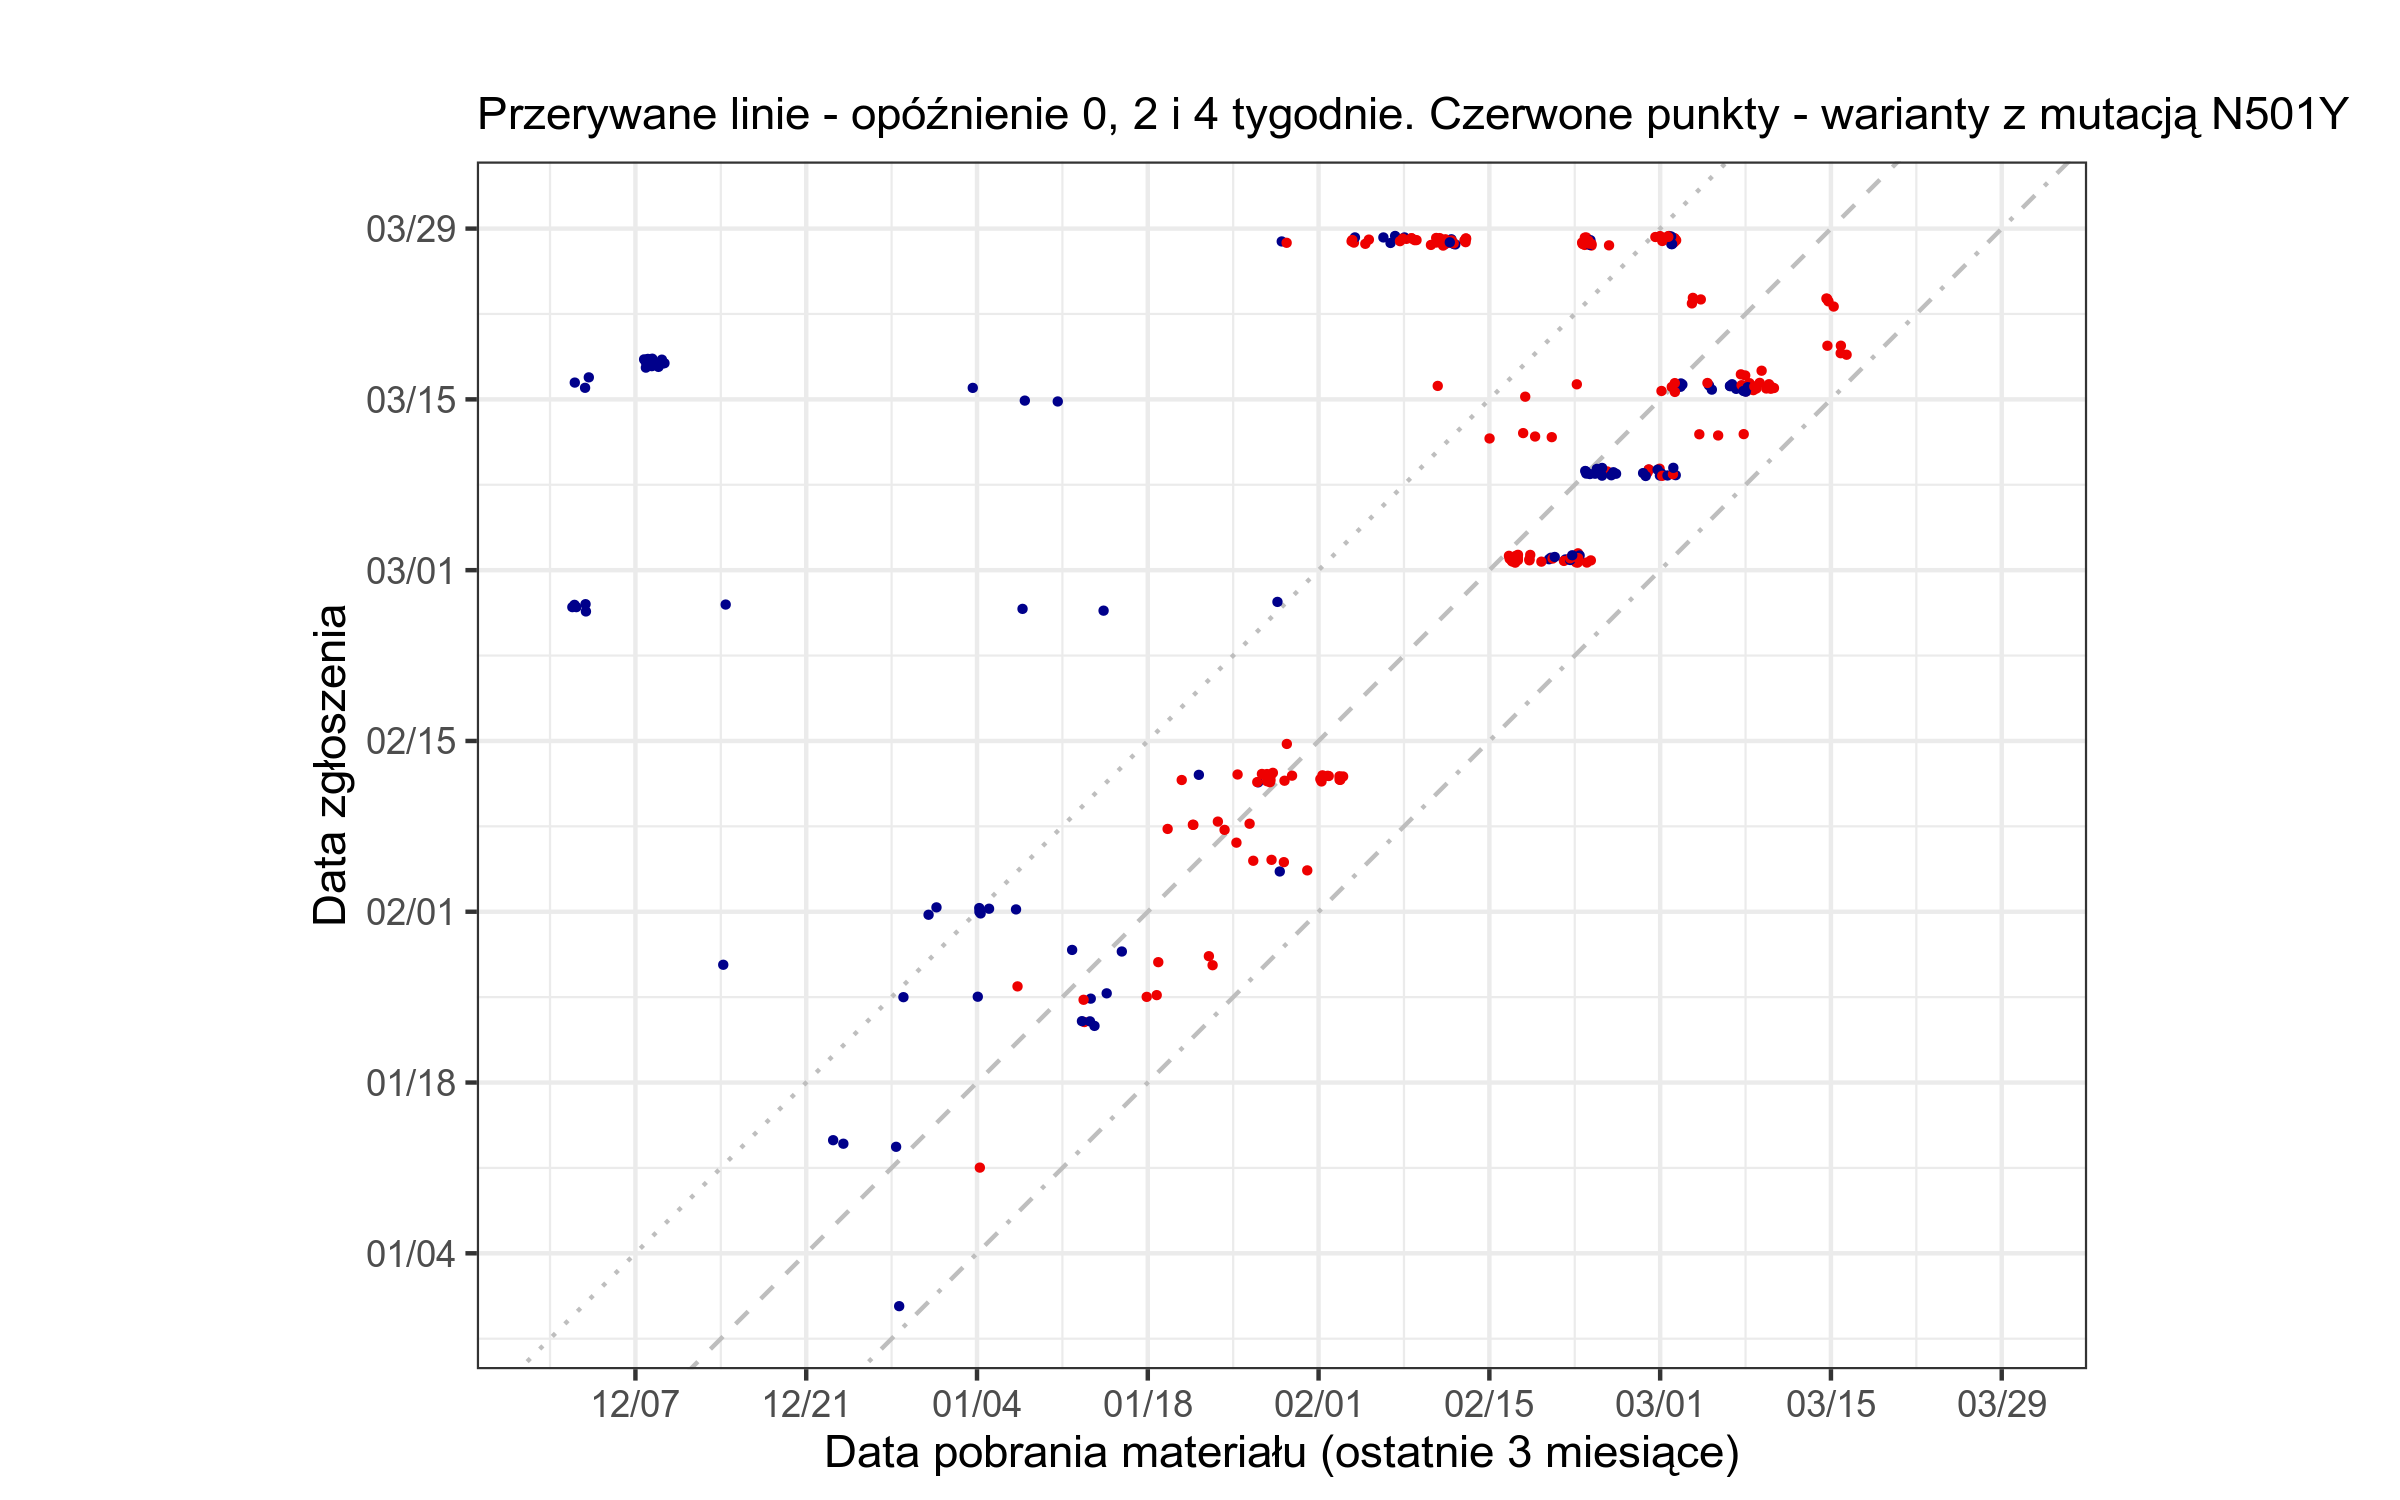 Przerywane linie - opóźnienie 0, 2 i 4 tygodnie. Czerwone punkty - warianty z mutacją N501Y
03/29
03/15
03/01
02/15
02/01
01/18
01/04
Data zgłoszenia
12/07 12/21 01/04 01/18 02/01 02/15 03/01 03/15 03/29
Data pobrania materiału (ostatnie 3 miesiące)